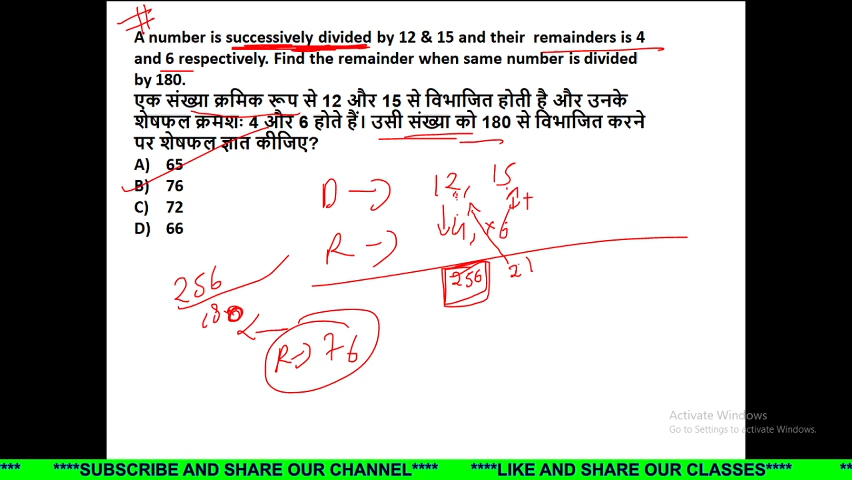 A number is successively divided by 12 & 15 and their remainders is 4
and 6 respectively. Find the remainder when same number is divided
by 180.
एक संख्या क्रमिक रूप से 12 और 15 से विभाजित होती है और उनके
शेषफल क्रमशः 4 और 6 होते हैं। उसी संख्या को 180 से विभाजित करने
पर शेषफल ज्ञात कीजिए?
A) 65
B) 76
C) 72
D) 66
D → 12, 15
R → 4, × 6 +
256 21
256
180
R → 76
Activate Windows
Go to Settings to activate Windows.
*** ****SUBSCRIBE AND SHARE OUR CHANNEL**** ****LIKE AND SHARE OUR CLASSES**** ****